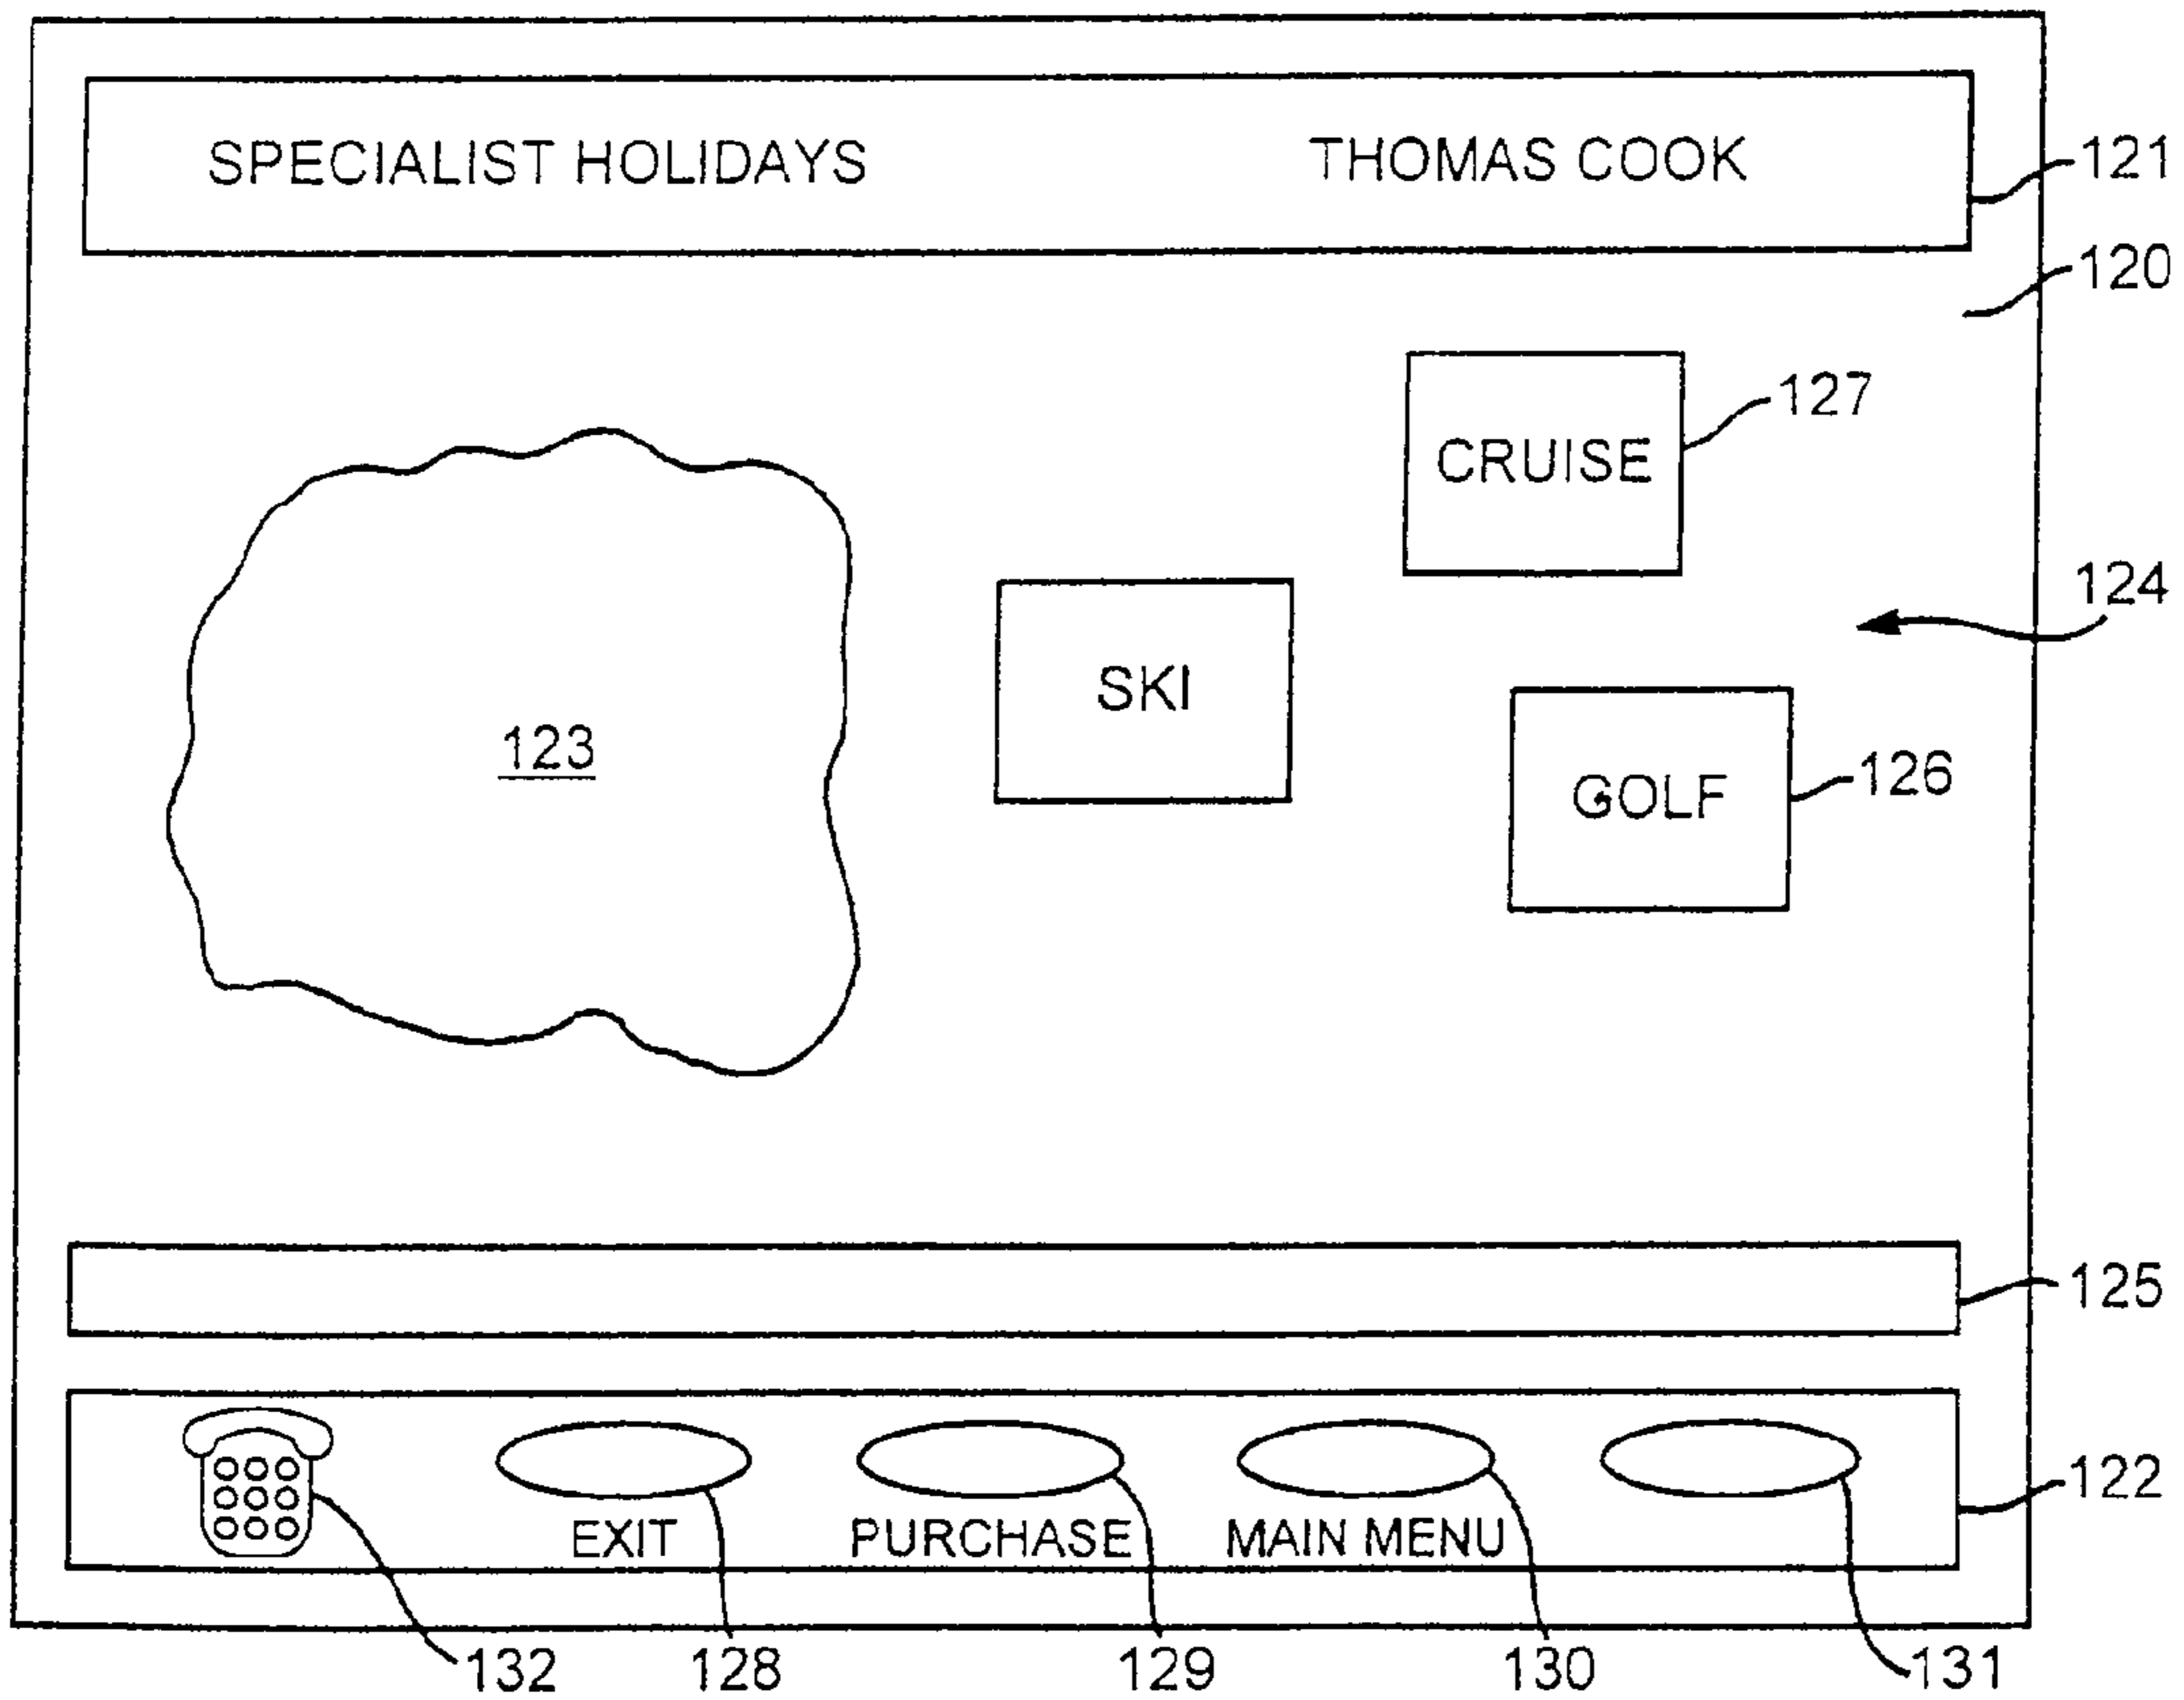 SPECIALIST HOLIDAYS THOMAS COOK
121
120
127
CRUISE
124
SKI
123
GOLF
126
125
122
EXIT PURCHASE MAIN MENU
132 128 129 130 131